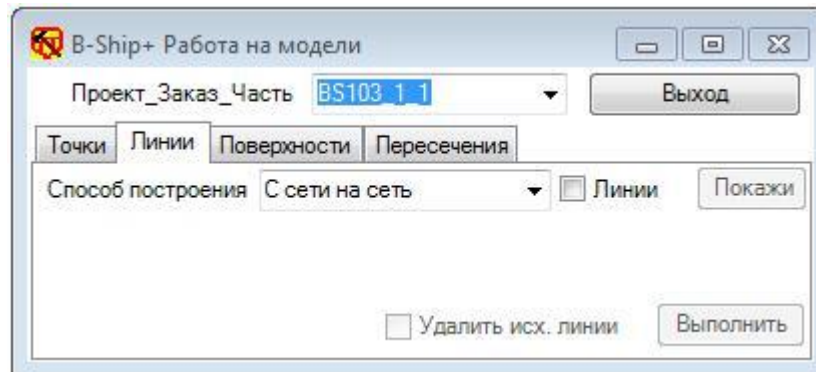 B-Ship+ Работа на модели
Проект_Заказ_Часть BS103_1_1 Выход
Точки Линии Поверхности Пересечения
Способ построения С сети на сеть Линии Покажи
Удалить исх. линии Выполнить